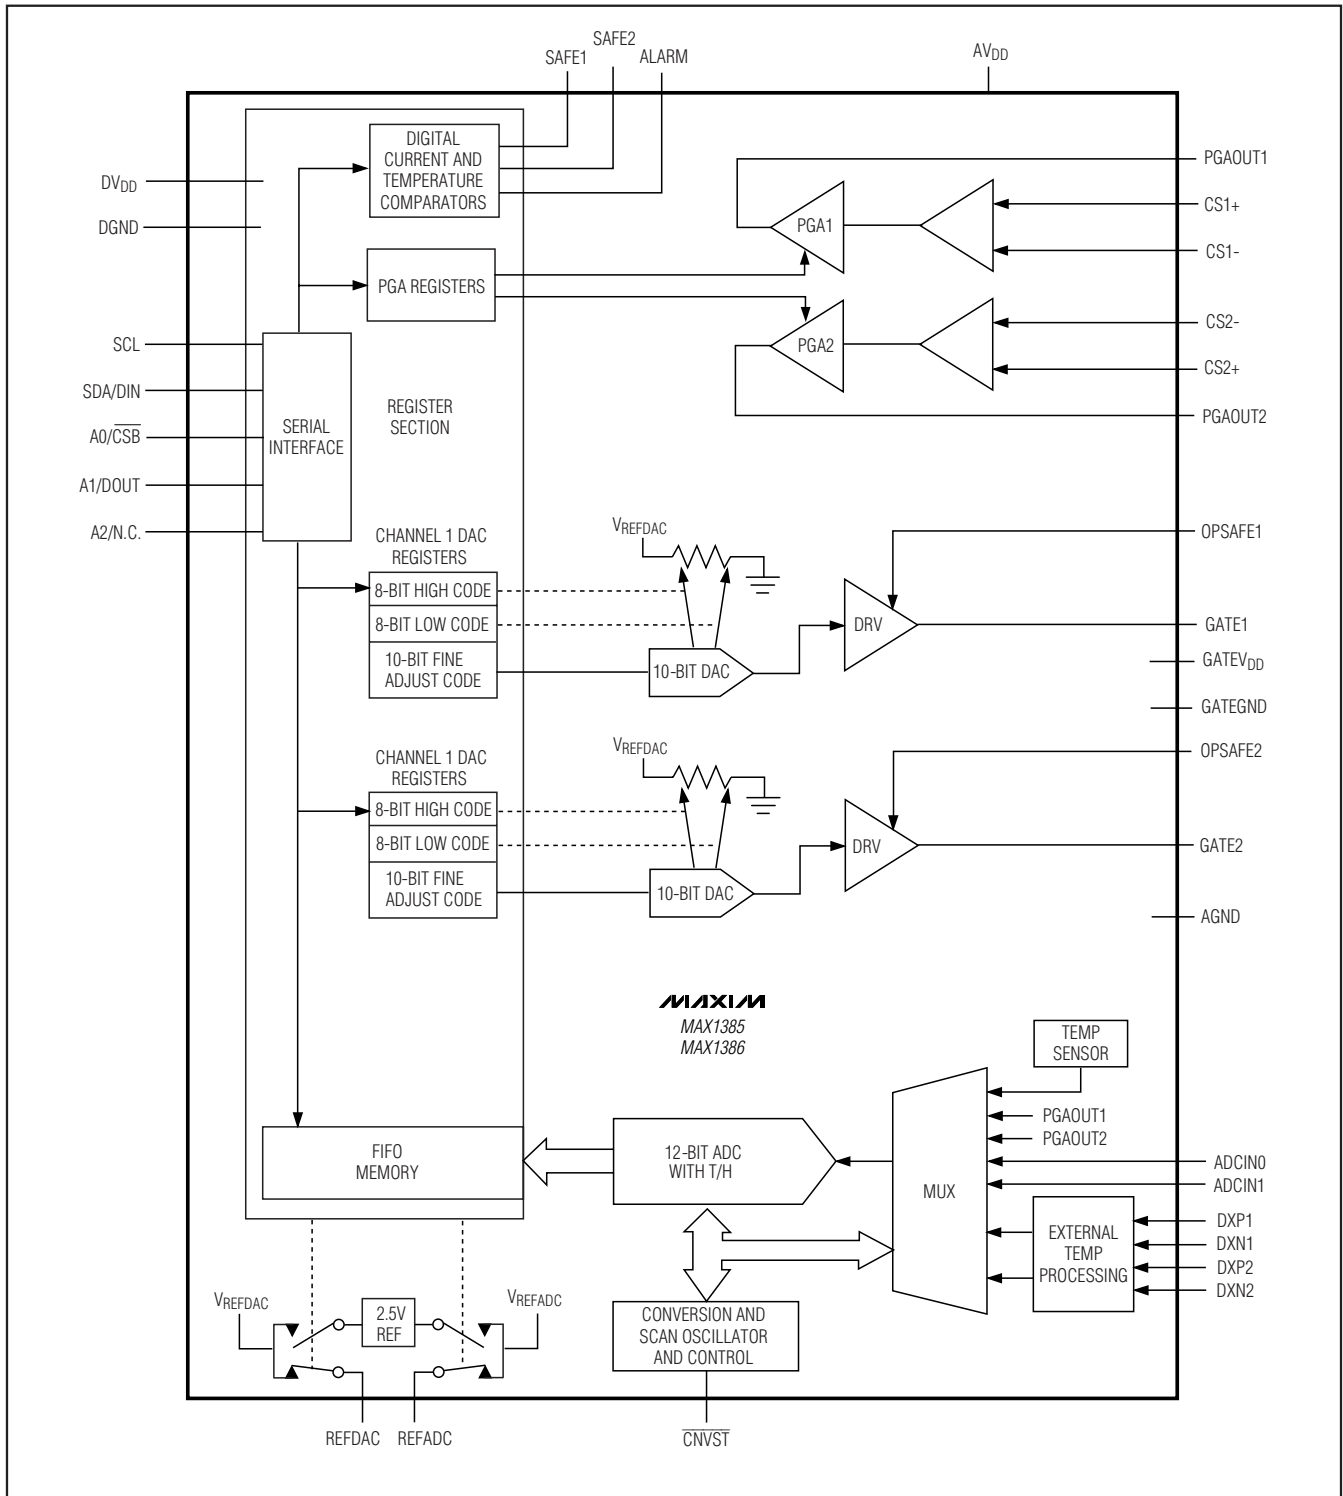 SAFE2
SAFE1
ALARM
AVDD
DIGITAL
CURRENT AND
TEMPERATURE
COMPARATORS
DVDD
DGND
PGA REGISTERS
PGAOUT1
CS1+
PGA1
CS1-
CS2-
PGA2
CS2+
PGAOUT2
SCL
SDA/DIN
A0/CSB
A1/DOUT
A2/N.C.
SERIAL
INTERFACE
REGISTER
SECTION
CHANNEL 1 DAC
REGISTERS
8-BIT HIGH CODE
8-BIT LOW CODE
10-BIT FINE
ADJUST CODE
VREFDAC
10-BIT DAC
DRV
OPSAFE1
GATE1
GATEVDD
GATEGND
CHANNEL 1 DAC
REGISTERS
8-BIT HIGH CODE
8-BIT LOW CODE
10-BIT FINE
ADJUST CODE
VREFDAC
10-BIT DAC
DRV
OPSAFE2
GATE2
AGND
MAXIM
MAX1385
MAX1386
TEMP
SENSOR
PGAOUT1
PGAOUT2
FIFO
MEMORY
12-BIT ADC
WITH T/H
MUX
ADCIN0
ADCIN1
EXTERNAL
TEMP
PROCESSING
DXP1
DXN1
DXP2
DXN2
VREFDAC
2.5V
REF
VREFADC
CONVERSION AND
SCAN OSCILLATOR
AND CONTROL
REFDAC
REFADC
CNVST